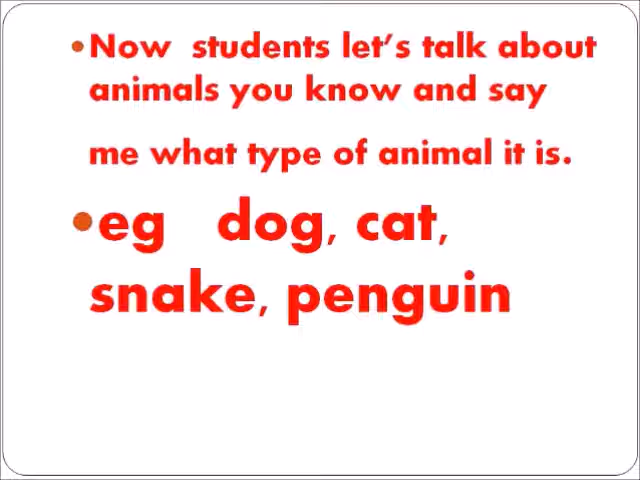 •Now  students let's talk about
animals you know and say
me what type of animal it is.
•eg   dog, cat,
snake, penguin